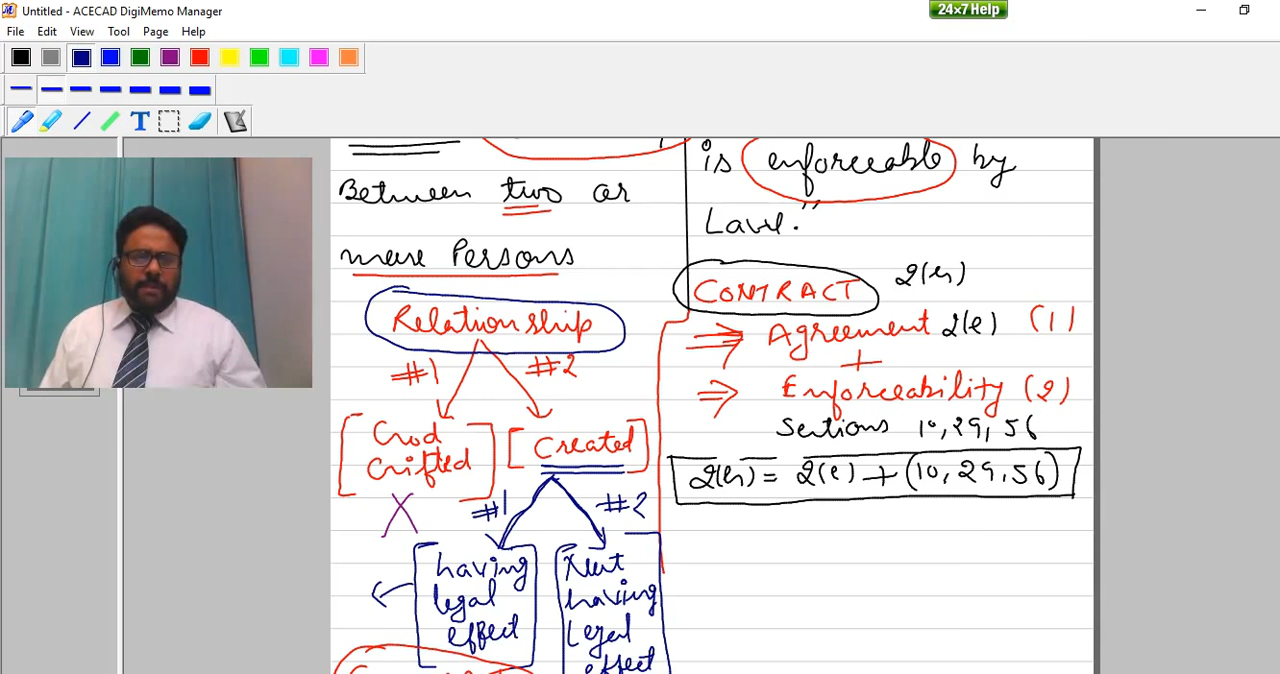 Untitled - ACECAD DigiMemo Manager
24×7 Help
File Edit View Tool Page Help
T
Between two or
more Persons
Relationship
#1 #2
[God Gifted]
[Created]
X
#1 #2
[having
legal
effect
Not
having
Legal
effect
is enforceable by
Law."
CONTRACT 2(h)
⇒ Agreement 2(e) (1)
+
⇒ Enforceability (2)
Sections 10, 29, 56
2(h) = 2(e) + (10, 29, 56)